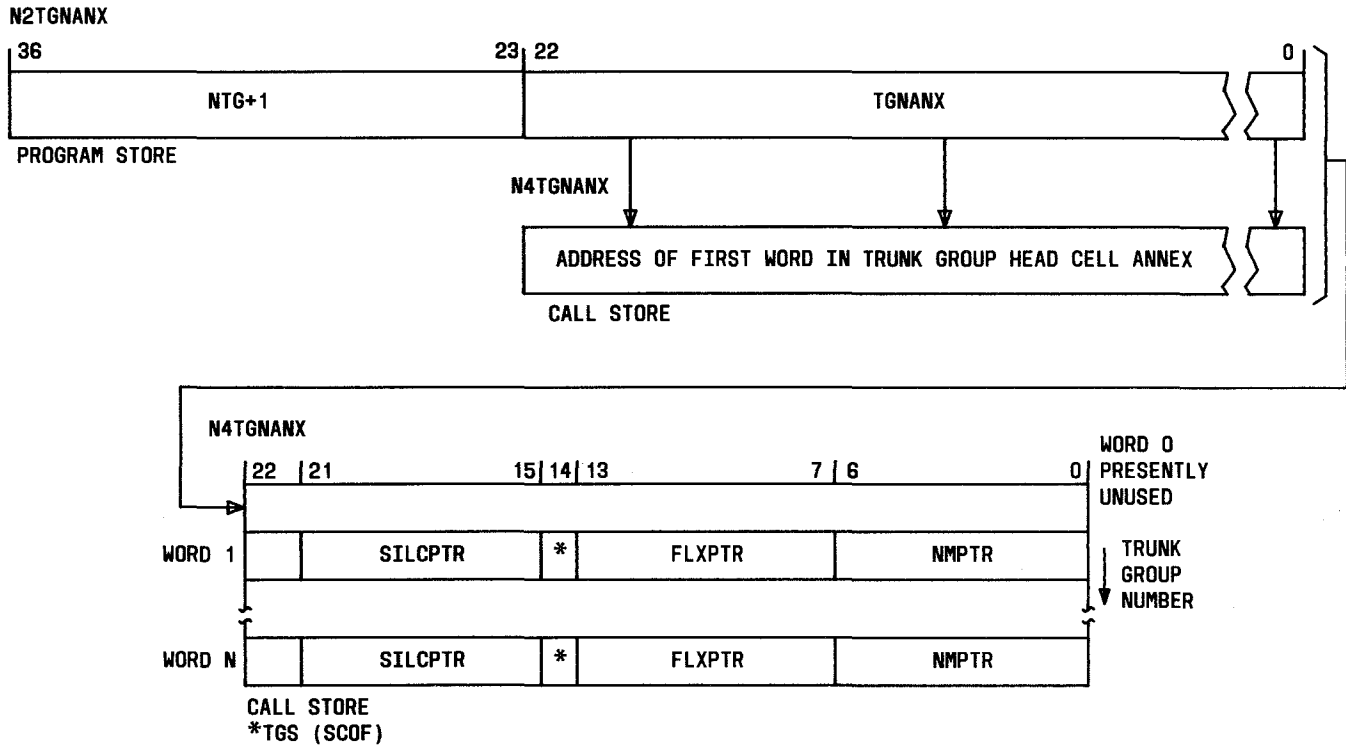 N2TGNANX
36 23 22 0
NTG+1 TGNANX
PROGRAM STORE
N4TGNANX
ADDRESS OF FIRST WORD IN TRUNK GROUP HEAD CELL ANNEX
CALL STORE
N4TGNANX
22 21 15 14 13 7 6 0
WORD 0
PRESENTLY
UNUSED
WORD 1 SILCPTR * FLXPTR NMPTR
TRUNK
GROUP
NUMBER
WORD N SILCPTR * FLXPTR NMPTR
CALL STORE
*TGS (SCOF)